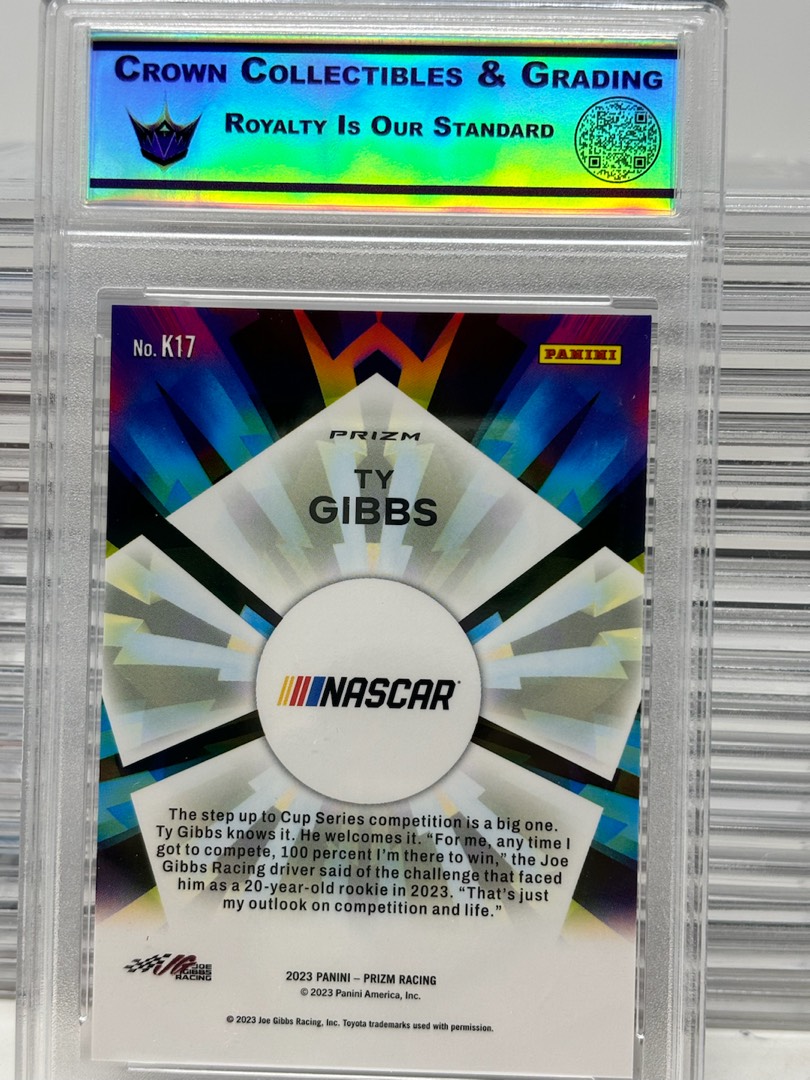 CROWN COLLECTIBLES & GRADING
ROYALTY IS OUR STANDARD
No. K17
PANINI
PRIZM
TY
GIBBS
NASCAR
The step up to Cup Series competition is a big one.
Ty Gibbs knows it. He welcomes it. “For me, any time I
got to compete, 100 percent I’m there to win,” the Joe
Gibbs Racing driver said of the challenge that faced
him as a 20-year-old rookie in 2023. “That’s just
my outlook on competition and life.”
JG JOE
GIBBS
RACING
2023 PANINI – PRIZM RACING
© 2023 Panini America, Inc.
© 2023 Joe Gibbs Racing, Inc. Toyota trademarks used with permission.